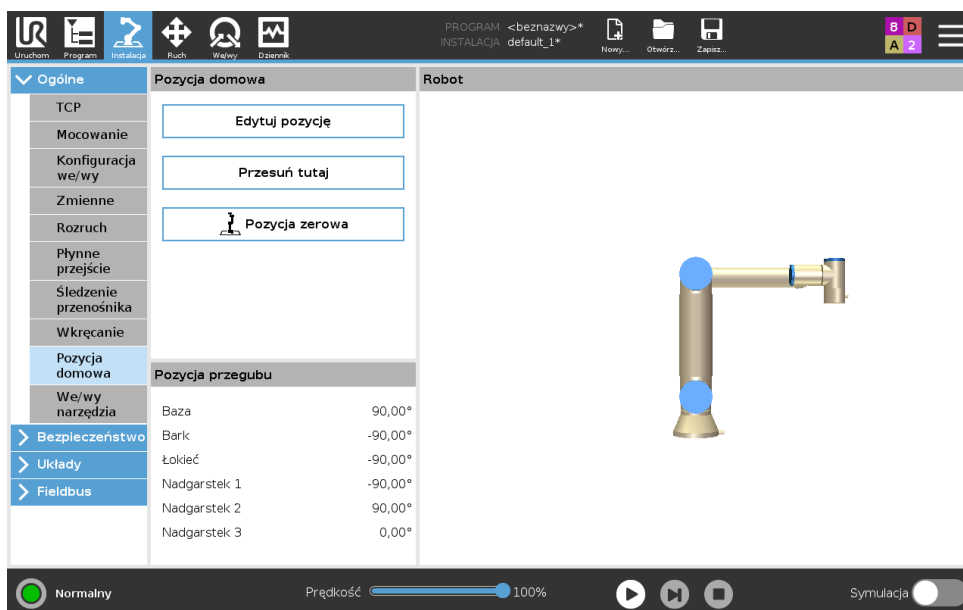 UR
PROGRAM <beznazwy>*
INSTALACJA default_1*
8 D
A 2
Uruchom Program Instalacja Ruch We/wy Dziennik Nowy... Otwórz... Zapisz...
Ogólne
TCP
Mocowanie
Konfiguracja
we/wy
Zmienne
Rozruch
Płynne
przejście
Śledzenie
przenośnika
Wkręcanie
Pozycja
domowa
We/wy
narzędzia
Bezpieczeństwo
Układy
Fieldbus
Pozycja domowa
Edytuj pozycję
Przesuń tutaj
Pozycja zerowa
Pozycja przegubu
Baza 90,00°
Bark -90,00°
Łokieć -90,00°
Nadgarstek 1 -90,00°
Nadgarstek 2 90,00°
Nadgarstek 3 0,00°
Robot
Normalny
Prędkość 100%
Symulacja